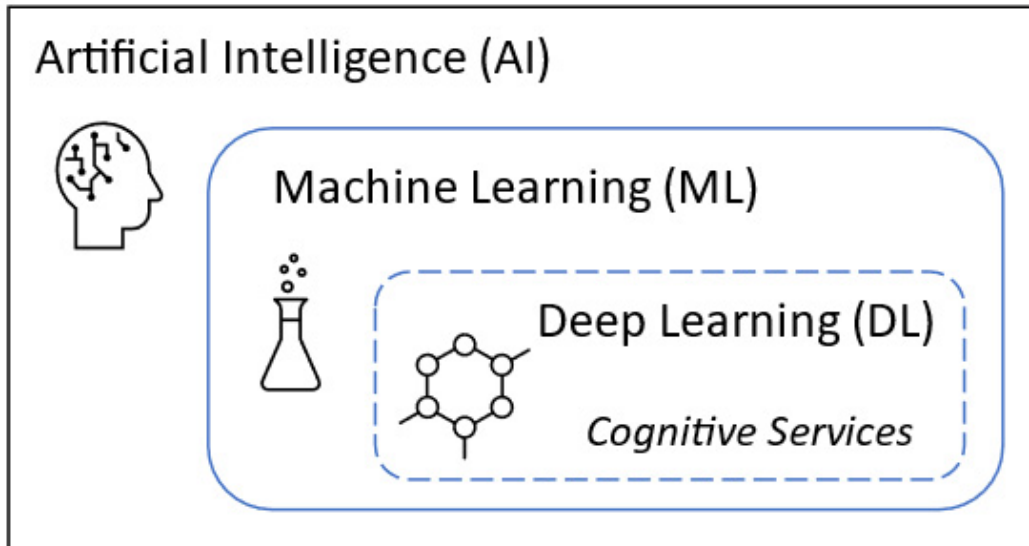 Artificial Intelligence (AI)
Machine Learning (ML)
Deep Learning (DL)
Cognitive Services